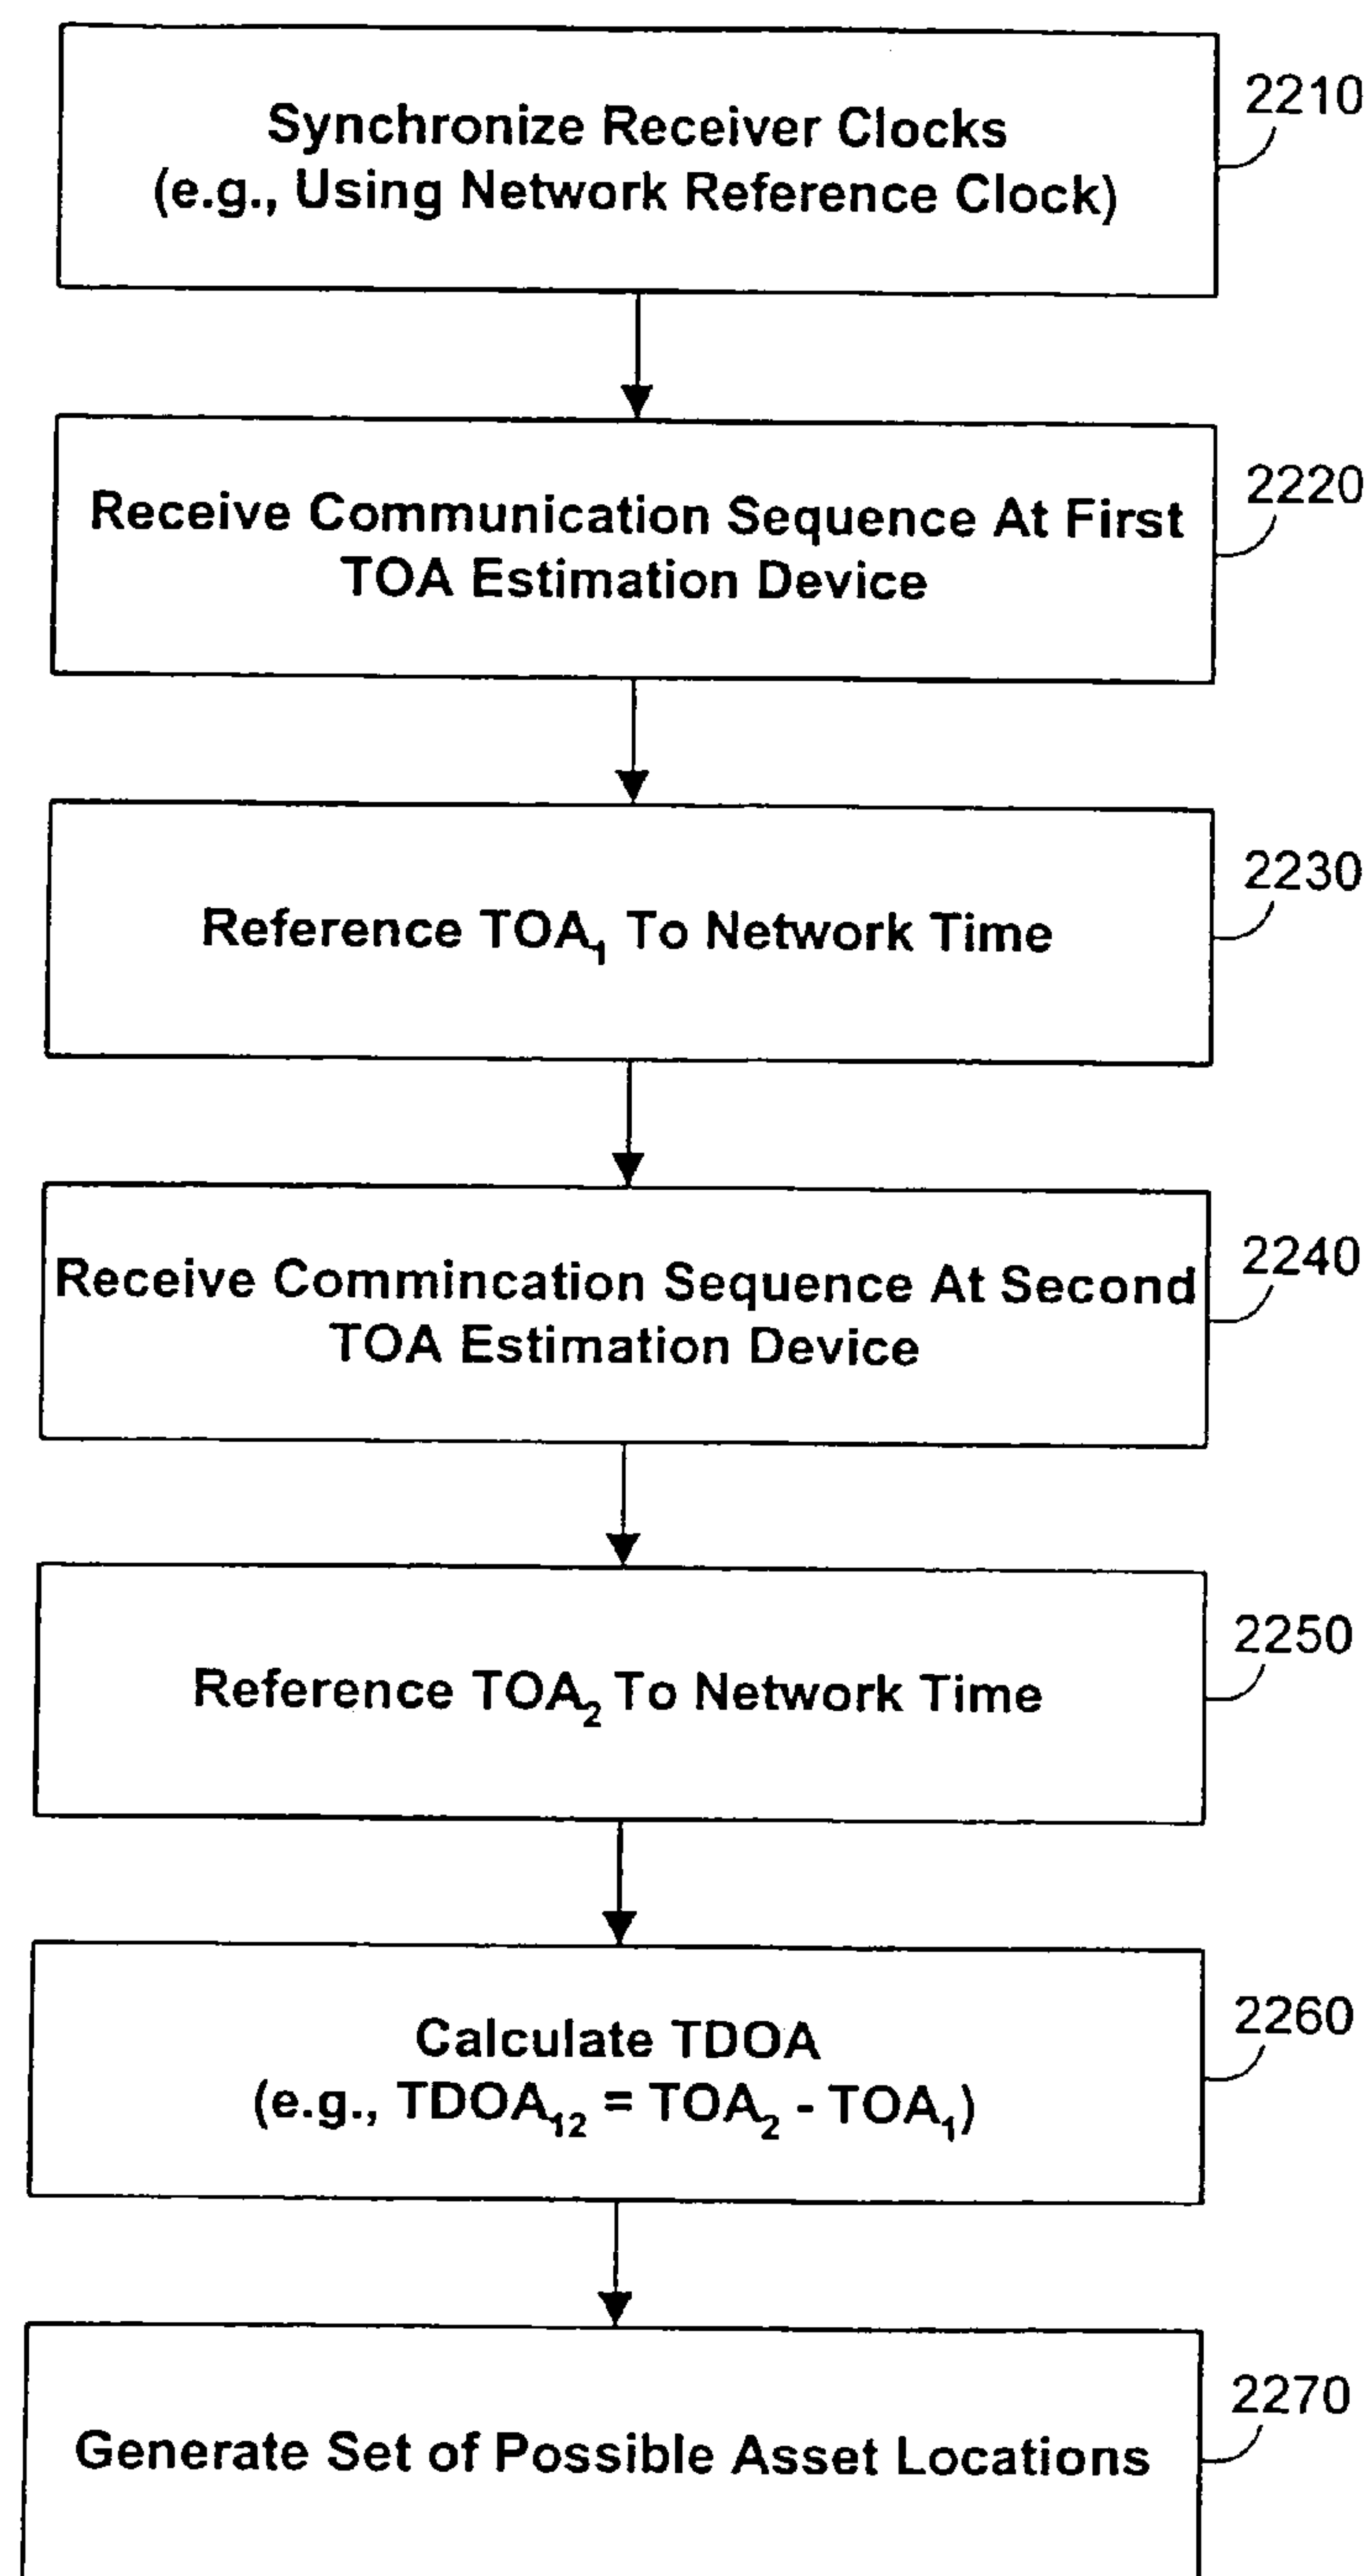 Synchronize Receiver Clocks
(e.g., Using Network Reference Clock)
2210
Receive Communication Sequence At First
TOA Estimation Device
2220
Reference TOA₁ To Network Time
2230
Receive Commincation Sequence At Second
TOA Estimation Device
2240
Reference TOA₂ To Network Time
2250
Calculate TDOA
(e.g., TDOA₁₂ = TOA₂ - TOA₁)
2260
Generate Set of Possible Asset Locations
2270